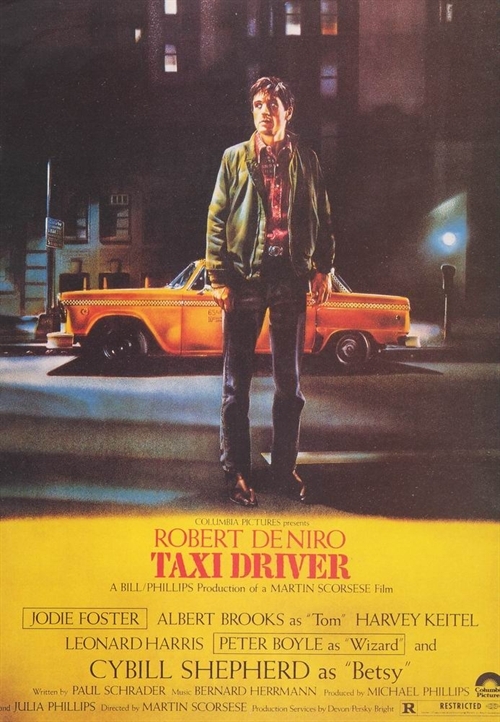 COLUMBIA PICTURES presents
ROBERT DE NIRO
TAXI DRIVER
A BILL/PHILLIPS Production of a MARTIN SCORSESE Film
JODIE FOSTER ALBERT BROOKS as "Tom" HARVEY KEITEL
LEONARD HARRIS PETER BOYLE as "Wizard" and
CYBILL SHEPHERD as "Betsy"
Written by PAUL SCHRADER Music BERNARD HERRMANN Produced by MICHAEL PHILLIPS
and JULIA PHILLIPS Directed by MARTIN SCORSESE Production Services by Devon/Persky-Bright
R RESTRICTED
Columbia
Pictures